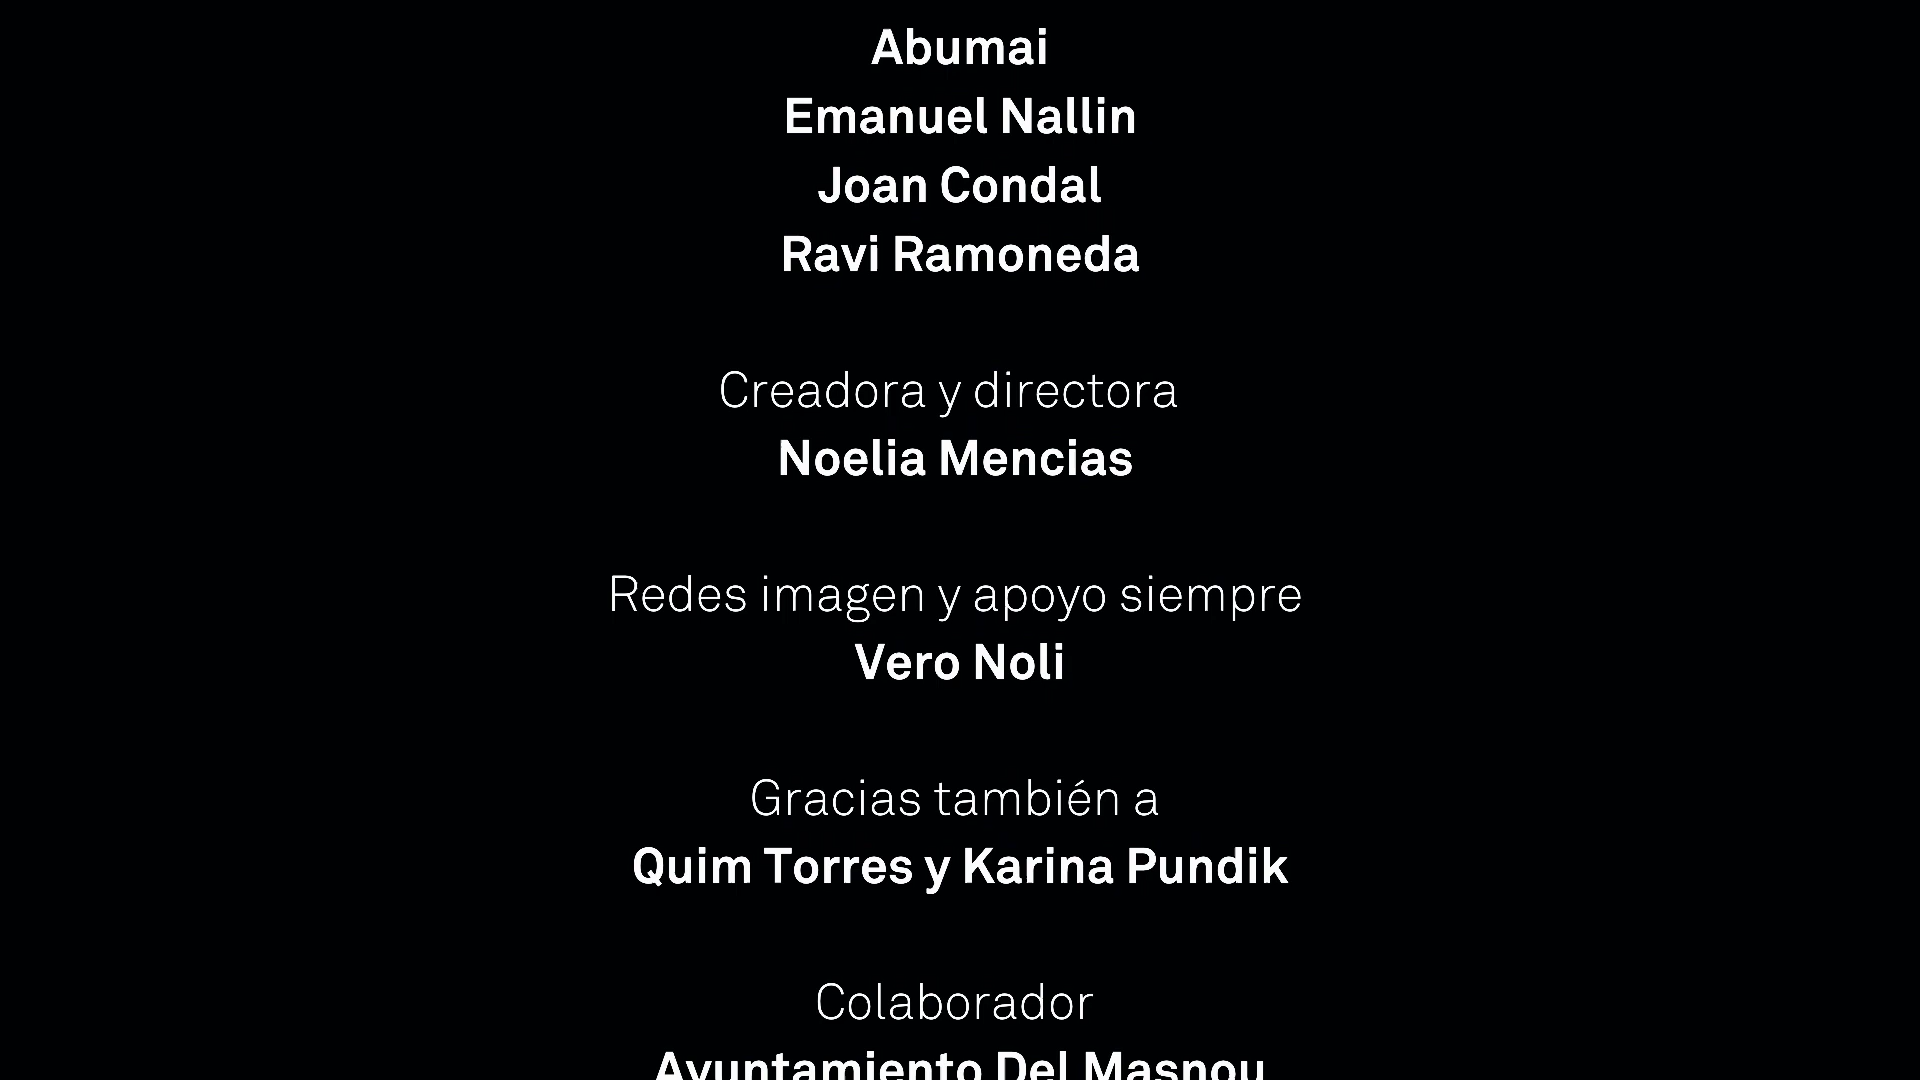 Abumai
Emanuel Nallin
Joan Condal
Ravi Ramoneda
Creadora y directora
Noelia Mencias
Redes imagen y apoyo siempre
Vero Noli
Gracias también a
Quim Torres y Karina Pundik
Colaborador
Ayuntamiento Del Masnou